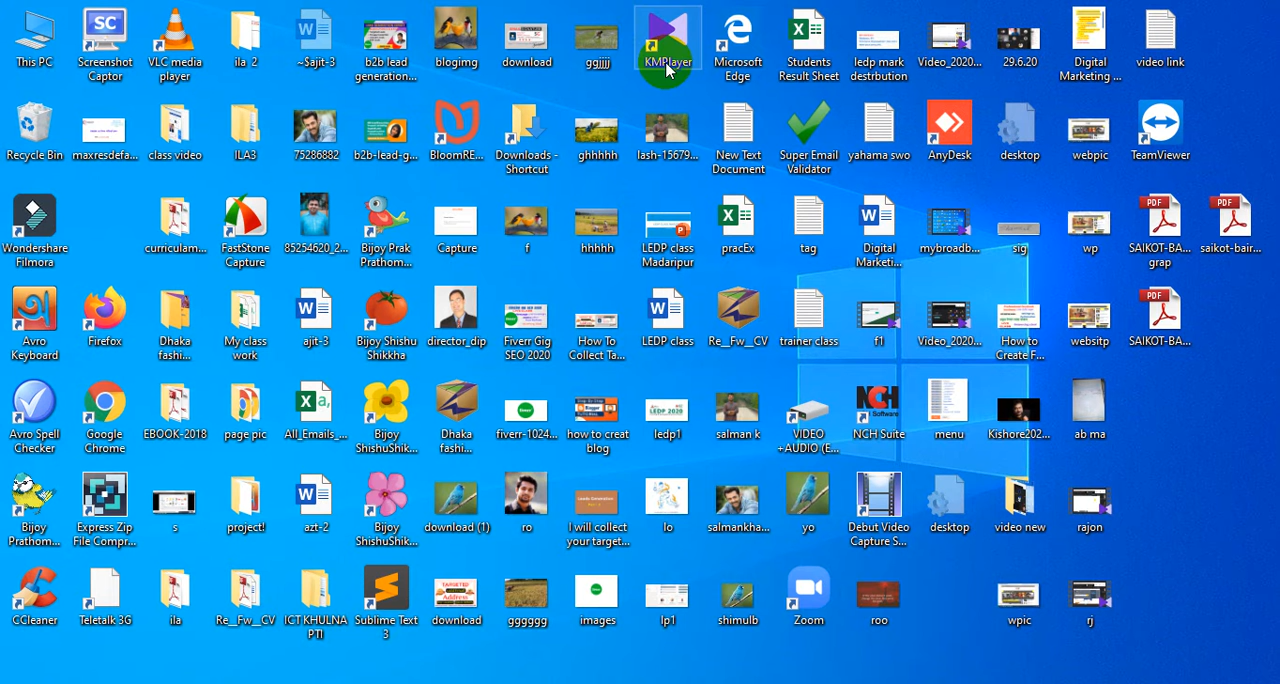 This PC
Screenshot
Captor
VLC media
player
ila 2
~$ajit-3
b2b lead
generation...
blogimg
download
ggjjjj
KMPlayer
Microsoft
Edge
Students
Result Sheet
ledp mark
destrbution
Video_2020...
29.6.20
Digital
Marketing ...
video link
Recycle Bin
maxresdefa...
class video
ILA3
75286882
b2b-lead-g...
BloomRE...
Downloads -
Shortcut
ghhhhh
lash-15679...
New Text
Document
Super Email
Validator
yahama swo
AnyDesk
desktop
webpic
TeamViewer
Wondershare
Filmora
curriculam...
FastStone
Capture
85254620_2...
Bijoy Prak
Prathom...
Capture
f
hhhhh
LEDP class
Madaripur
pracEx
tag
Digital
Marketi...
mybroadb...
sig
wp
SAIKOT-BA...
grap
saikot-bair...
Avro
Keyboard
Firefox
Dhaka
fashi...
My class
work
ajit-3
Bijoy Shishu
Shikkha
director_dip
Fiverr Gig
SEO 2020
How To
Collect Ta...
LEDP class
Re__Fw__CV
trainer class
f1
Video_2020...
How to
Create F...
websitp
SAIKOT-BA...
Avro Spell
Checker
Google
Chrome
EBOOK-2018
page pic
All_Emails_...
Bijoy
ShishuShik...
Dhaka
fashi...
fiverr-1024...
how to creat
blog
ledp1
salman k
VIDEO
+AUDIO (E...
NCH Suite
menu
Kishore202...
ab ma
Bijoy
Prathom...
Express Zip
File Compr...
s
project!
azt-2
Bijoy
ShishuShik...
download (1)
ro
I will collect
your target...
lo
salmankha...
yo
Debut Video
Capture S...
desktop
video new
rajon
CCleaner
Teletalk 3G
ila
Re__Fw__CV
ICT KHULNA
PTI
Sublime Text
3
download
gggggg
images
lp1
shimulb
Zoom
roo
wpic
rj